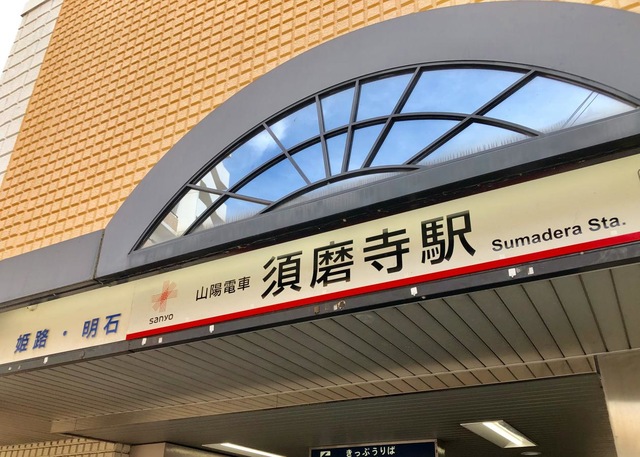 姫路・明石
sanyo
山陽電車
須磨寺駅
Sumadera Sta.
きっぷうりば